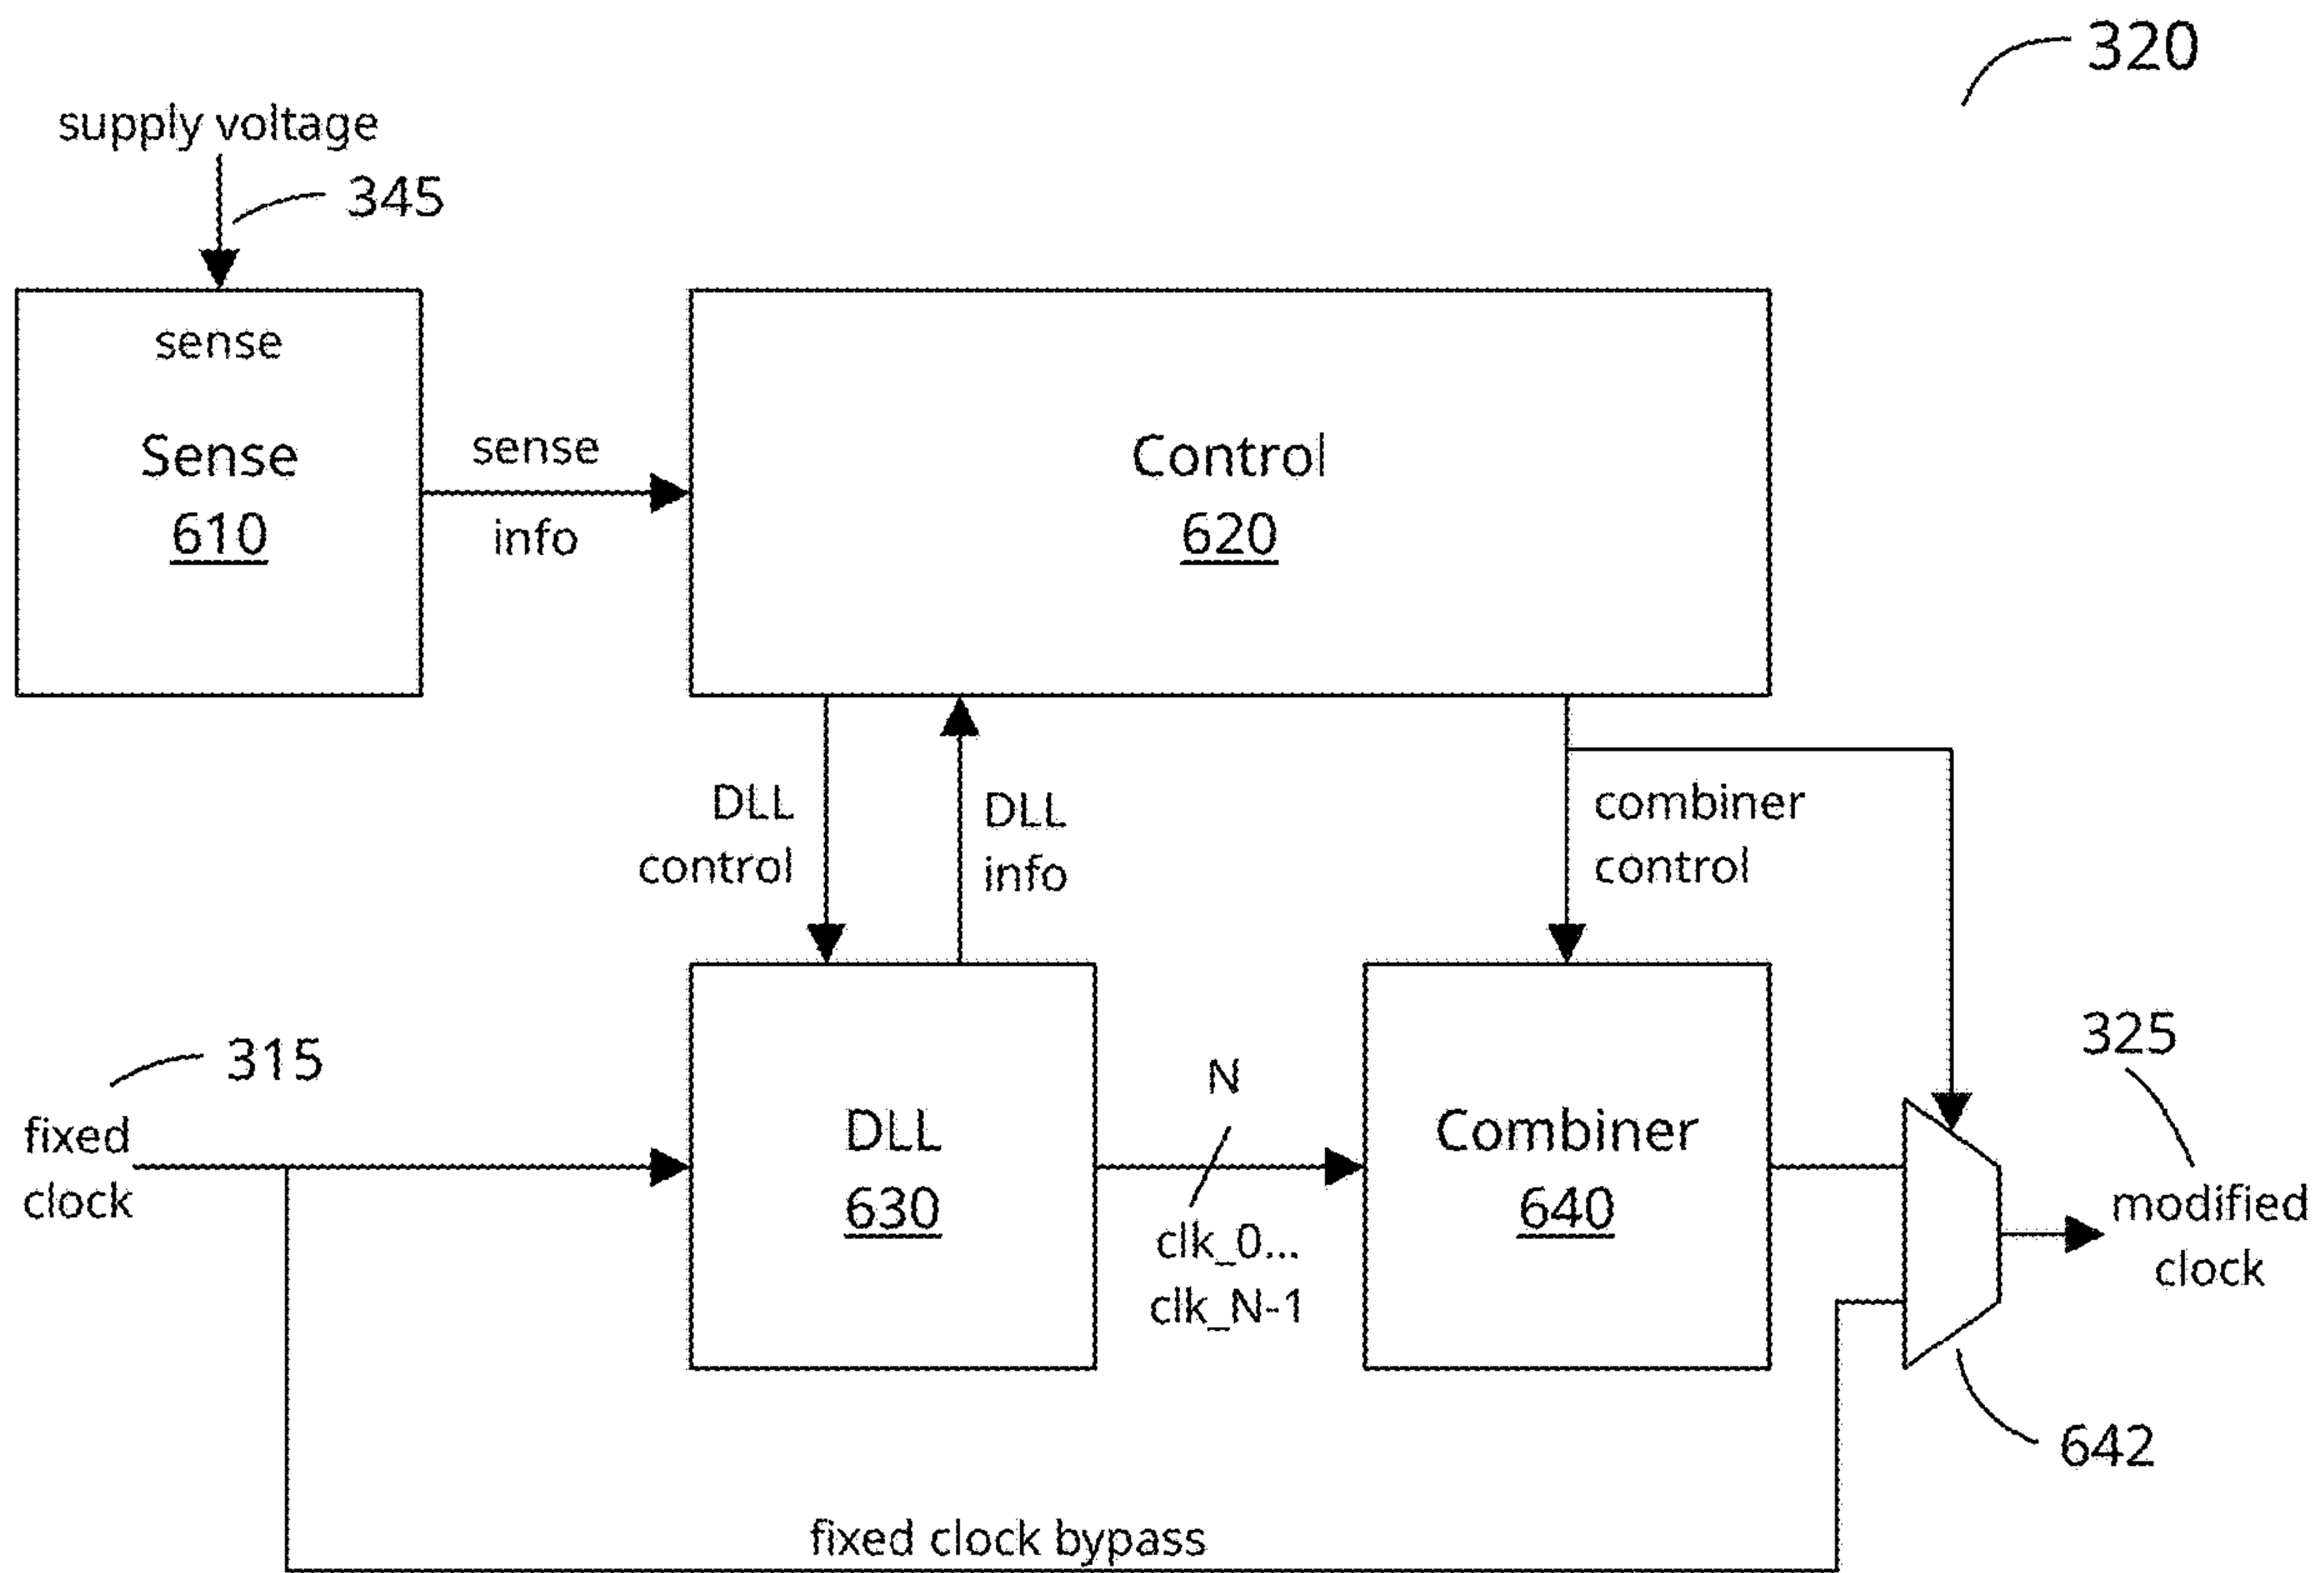 320
supply voltage
345
sense
Sense
610
sense
info
Control
620
DLL
control
DLL
info
combiner
control
315
fixed
clock
DLL
630
N
clk_0...
clk_N-1
Combiner
640
325
modified
clock
642
fixed clock bypass